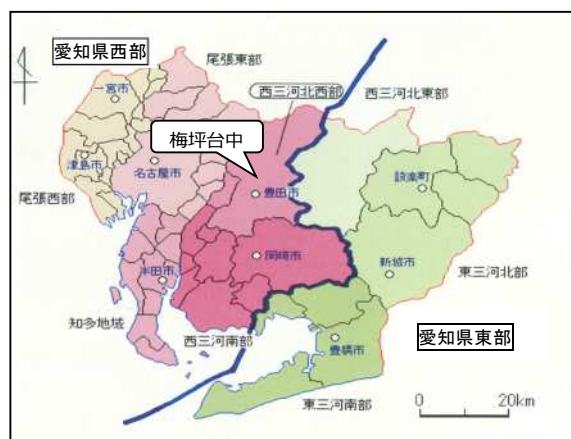 愛知県西部
尾張東部
一宮市
西三河北西部
西三河北東部
梅坪台中
津島市
名古屋市
設楽町
尾張西部
豊田市
岡崎市
新城市
半田市
東三河北部
知多地域
西三河南部
豊橋市
愛知県東部
東三河南部
0 20km